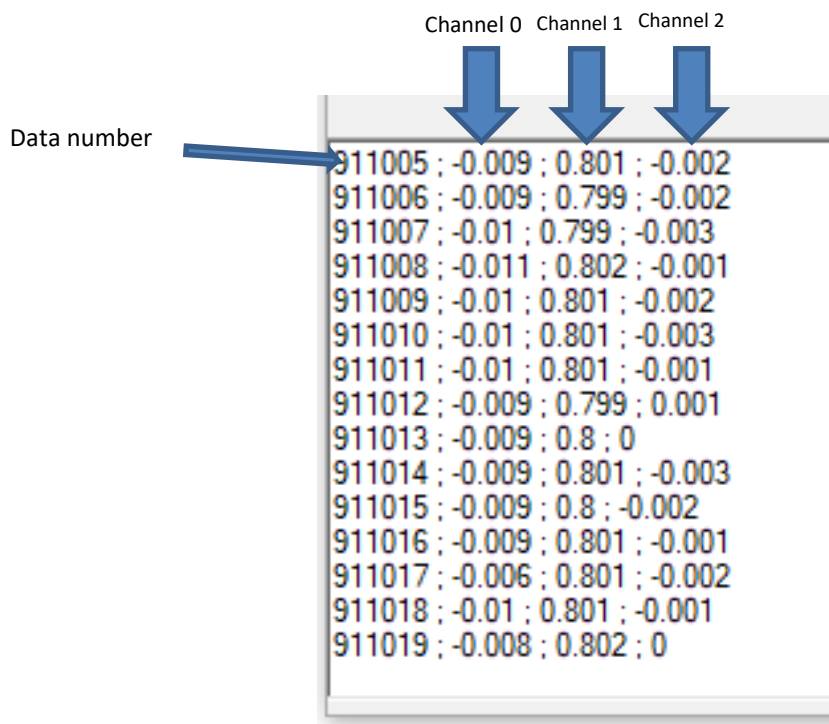 Channel 0 Channel 1 Channel 2
Data number
911005 ; -0.009 ; 0.801 ; -0.002
911006 ; -0.009 ; 0.799 ; -0.002
911007 ; -0.01 ; 0.799 ; -0.003
911008 ; -0.011 ; 0.802 ; -0.001
911009 ; -0.01 ; 0.801 ; -0.002
911010 ; -0.01 ; 0.801 ; -0.003
911011 ; -0.01 ; 0.801 ; -0.001
911012 ; -0.009 ; 0.799 ; 0.001
911013 ; -0.009 ; 0.8 ; 0
911014 ; -0.009 ; 0.801 ; -0.003
911015 ; -0.009 ; 0.8 ; -0.002
911016 ; -0.009 ; 0.801 ; -0.001
911017 ; -0.006 ; 0.801 ; -0.002
911018 ; -0.01 ; 0.801 ; -0.001
911019 ; -0.008 ; 0.802 ; 0